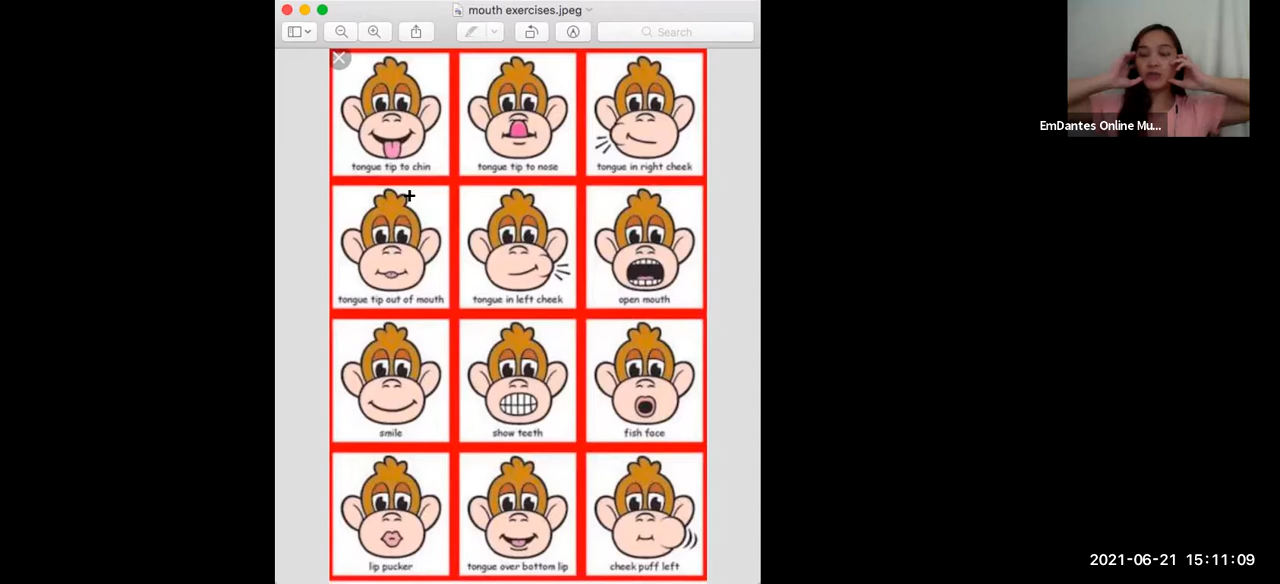 mouth exercises.jpeg
Search
tongue tip to chin
tongue tip to nose
tongue in right cheek
tongue tip out of mouth
tongue in left cheek
open mouth
smile
show teeth
fish face
lip pucker
tongue over bottom lip
cheek puff left
EmDantes Online Mu...
2021-06-21 15:11:09